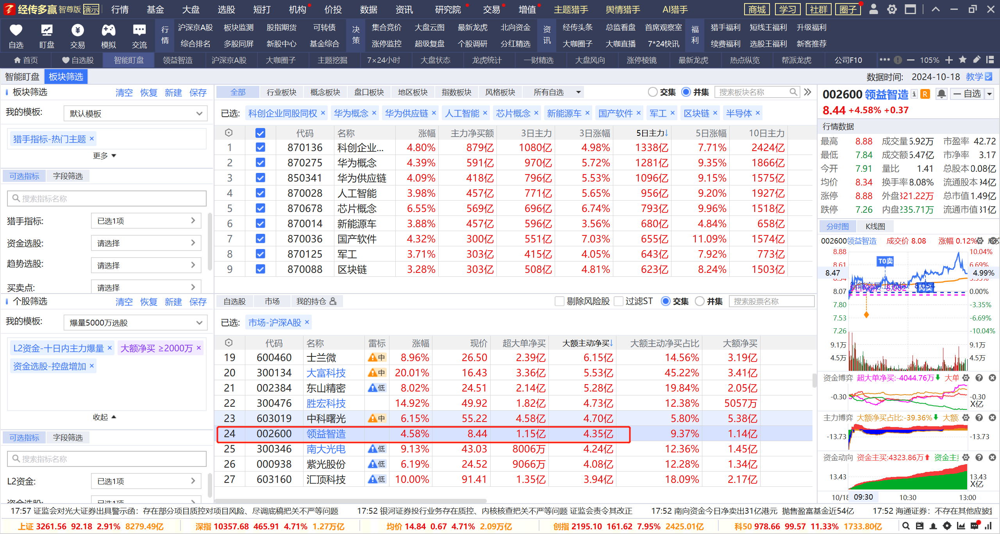 经传多赢 智尊版 演示 行情 基金 大盘 选股 短打 机构 价投 数据 资讯 研究院 交易 增值 主题猎手 舆情猎手 AI猎手 商城 学习 社群 圈子
自选 盯盘 交易 模拟 交流
行情 沪深京A股 板块监测 股指期货 可转债 决策 集合竞价 大盘云图 最新龙虎 北向资金 资讯 经传头条 总监看盘 首席观察室 福利 猎手福利 短线王福利 升级福利
综合排名 多股同屏 新股中心 基金综合 涨停监控 超级复盘 个股调研 分红精选 大咖圈子 大咖直播 7*24快讯 续费福利 选股王福利 新客推荐
首页 自选股 智能盯盘 领益智造 沪深京A股 大咖圈子 主题挖掘 7×24小时 大盘状态 龙虎统计 一财精选 大盘风向 涨停棱镜 最新龙虎 热点纵览 帮派龙虎 公司F10 ••• 105%
智能盯盘 板块筛选 数据时间: 2024-10-18 教学
板块筛选 清空 恢复 新建 保存
我的模板: 默认模板
猎手指标-热门主题 ×
更多
可选指标 字段筛选
搜索指标名称
猎手指标: 已选1项
资金选股: 请选择
趋势选股: 请选择
买卖点: 请选择
全部 行业板块 概念板块 盘口板块 地区板块 指数板块 风格板块 所有自选 交集 并集 搜索板块名称
已选: 科创企业同股同权 × 华为概念 × 华为供应链 × 人工智能 × 芯片概念 × 新能源车 × 国产软件 × 军工 × 区块链 × 半导体 ×
代码 名称 涨幅 主力净买额 3日主力 3日涨幅 5日主力↓ 5日涨幅 10日主力
1 870136 科创企业... 4.80% 879亿 1080亿 4.98% 1338亿 7.71% 2424亿
2 870275 华为概念 4.39% 591亿 970亿 5.72% 1281亿 9.35% 1866亿
3 850341 华为供应链 4.09% 418亿 796亿 5.53% 1096亿 9.15% 1575亿
4 870028 人工智能 3.98% 457亿 771亿 5.65% 956亿 9.20% 1927亿
5 870678 芯片概念 6.55% 569亿 696亿 6.74% 793亿 9.96% 1518亿
6 870014 新能源车 3.88% 457亿 596亿 3.56% 680亿 4.84% 658亿
7 870036 国产软件 4.32% 300亿 551亿 7.03% 655亿 11.09% 1574亿
8 870125 军工 3.71% 303亿 415亿 4.05% 643亿 7.92% 773亿
9 870088 区块链 3.28% 303亿 508亿 4.81% 623亿 8.24% 1503亿
个股筛选 清空 恢复 新建 保存
我的模板: 爆量5000万选股
L2资金-十日内主力爆量 × 大额净买 ≥2000万 ×
资金选股-控盘增加 ×
收起
可选指标 字段筛选
搜索指标名称
L2资金: 已选1项
资金选股: 已选1项
自选股 市场 我的持仓 剔除风险股 过滤ST 交集 并集 搜索股票名称
已选: 市场-沪深A股 ×
代码 名称 雷标 涨幅 现价 超大单净买 大额主动净买↓ 大额主动净买占比 大额净买
19 600460 士兰微 中 8.96% 26.50 2.39亿 6.15亿 14.56% 3.19亿
20 300134 大富科技 中 20.01% 16.43 3.36亿 5.53亿 45.22% 3.41亿
21 002384 东山精密 低 8.02% 24.51 2.14亿 5.28亿 19.84% 2.05亿
22 300476 胜宏科技 14.92% 49.92 1.82亿 4.73亿 12.38% 5057万
23 603019 中科曙光 中 6.15% 55.22 4.58亿 4.70亿 5.80% 5.38亿
24 002600 领益智造 4.58% 8.44 1.15亿 4.35亿 9.37% 1.14亿
25 300346 南大光电 低 9.13% 43.03 8006万 4.24亿 12.36% 1.45亿
26 000938 紫光股份 低 6.19% 24.52 9066万 4.08亿 12.28% 1.34亿
27 603160 汇顶科技 低 10.00% 91.41 1.35亿 3.94亿 18.09% 2.17亿
002600 领益智造 R 自选
8.44 +4.58% +0.37
行情数据
最高 8.88 成交量 5.92万 市盈率 42.72
最低 7.84 成交额 5.47亿 市净率 3.17
今开 7.91 量比 1.41 总股本 0.08亿
均价 8.34 换手率 8.08% 流通股本 94亿
涨停 8.88 外盘 321.22万 总市值 1.49亿
跌停 7.26 内盘 235.71万 流通市值 31亿
分时图 K线图
002600领益智造 成交价 8.08 涨幅 0.12%
8.88 10.04%
T0卖
8.61 6.69%
8.47 4.99%
智能交易上损价: 8.054
8.07 0.00%
7.80 -3.35%
7.53 -6.69%
7.26 -10.04%
9.1万 9.1万
4.5万 4.5万
资金博弈 超大单净买:-4044.76万 大单
-0.30 -0.30
X亿
主力博弈 大额净买占比:-39.36% 大额
-13.73 -13.73
资金动向 资金主买:4323.86万 资金主
13.43 13.43
X亿
10/18 09:30 10:30 13:00
17:57 证监会对光大证券出具警示函：存在部分项目质控对项目风险、尽调底稿把关不严等问题 17:52 银河证券投行业务存在质控、内核核查把关不严等问题 证监会责令其改正 17:52 南向资金今日净卖出31亿港元 抛售盈富基金近54亿 17:52 海通证券：不存在其他应披露
上证 3261.56 92.18 2.91% 8279.49亿 深指 10357.68 465.91 4.71% 1.27万亿 均价 14.84 0.67 4.71% 2.09万亿 创指 2195.10 161.62 7.95% 2425.01亿 科50 978.66 99.57 11.33% 1733.80亿